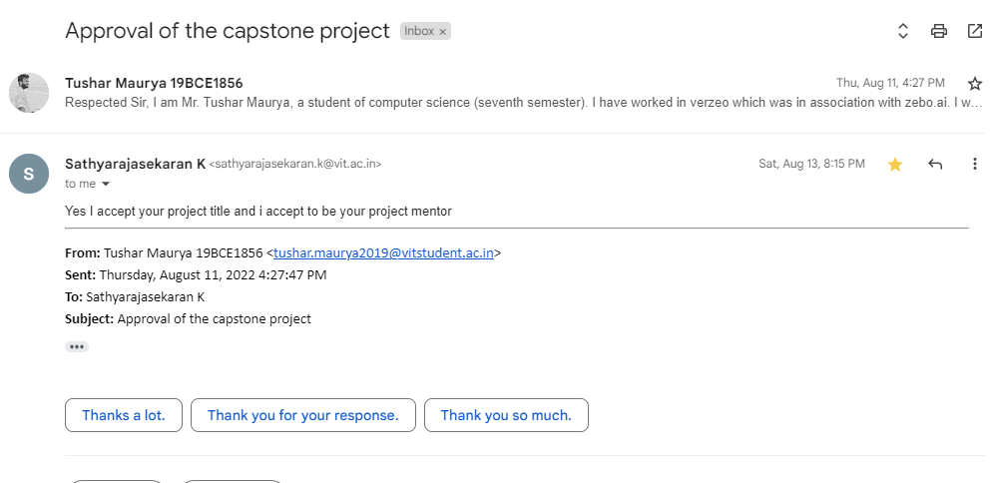 Approval of the capstone project Inbox ×
Tushar Maurya 19BCE1856 Thu, Aug 11, 4:27 PM
Respected Sir, I am Mr. Tushar Maurya, a student of computer science (seventh semester). I have worked in verzeo which was in association with zebo.ai. I w…
S
Sathyarajasekaran K <sathyarajasekaran.k@vit.ac.in> Sat, Aug 13, 8:15 PM
to me
Yes I accept your project title and i accept to be your project mentor
From: Tushar Maurya 19BCE1856 <tushar.maurya2019@vitstudent.ac.in>
Sent: Thursday, August 11, 2022 4:27:47 PM
To: Sathyarajasekaran K
Subject: Approval of the capstone project
Thanks a lot. Thank you for your response. Thank you so much.